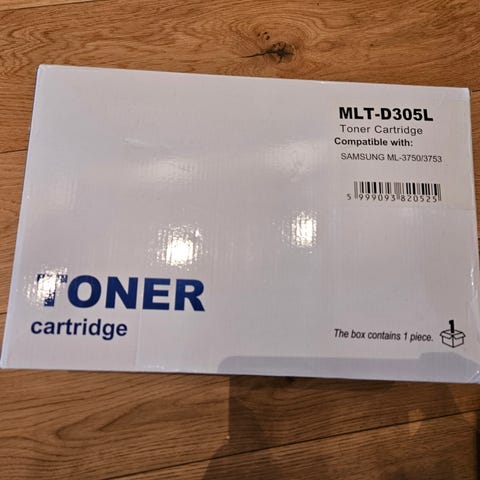 MLT-D305L
Toner Cartridge
Compatible with:
SAMSUNG ML-3750/3753
5 999093 820525
TONER
cartridge
The box contains 1 piece.
1